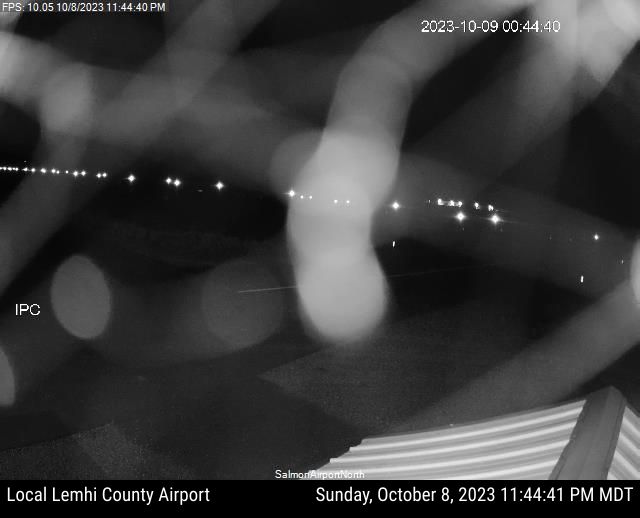 FPS: 10.05 10/8/2023 11:44:40 PM
2023-10-09 00:44:40
IPC
SalmonAirportNorth
Local Lemhi County Airport
Sunday, October 8, 2023 11:44:41 PM MDT